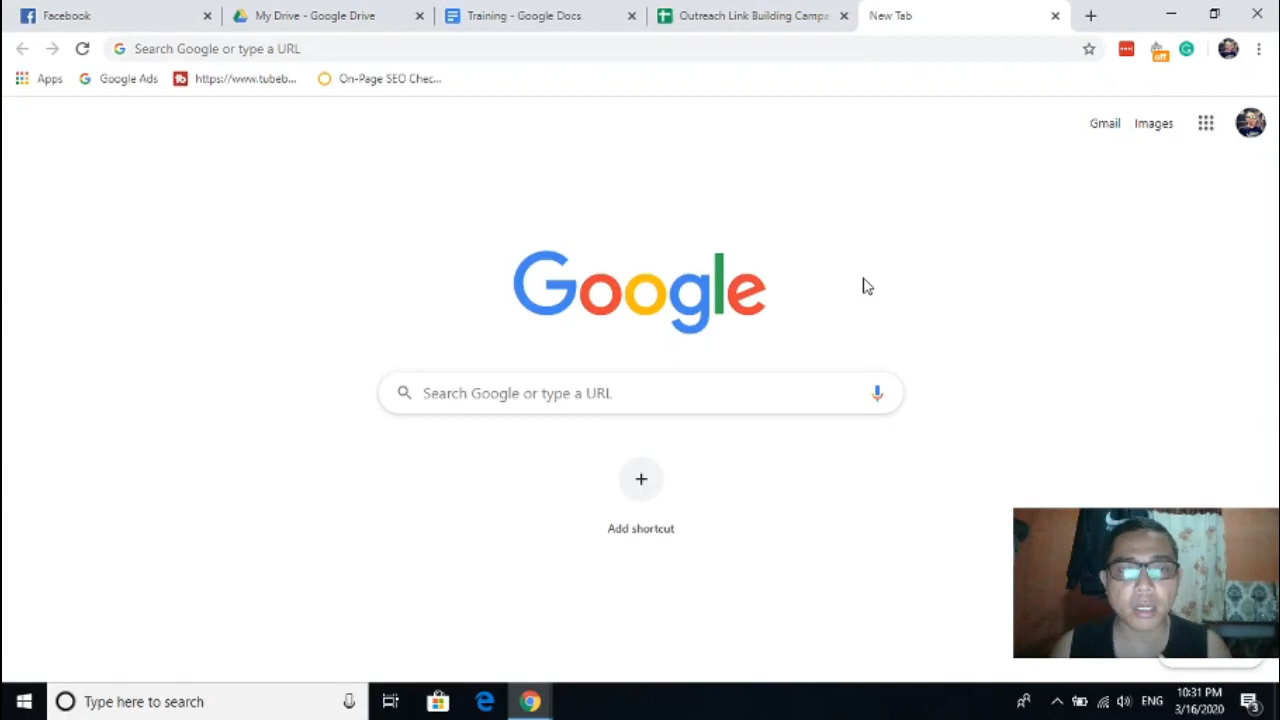 Facebook
My Drive - Google Drive
Training - Google Docs
Outreach Link Building Campa
New Tab
Search Google or type a URL
off
Apps
Google Ads
https://www.tubeb...
On-Page SEO Chec...
Gmail
Images
Google
Search Google or type a URL
Add shortcut
Type here to search
ENG
10:31 PM
3/16/2020
3